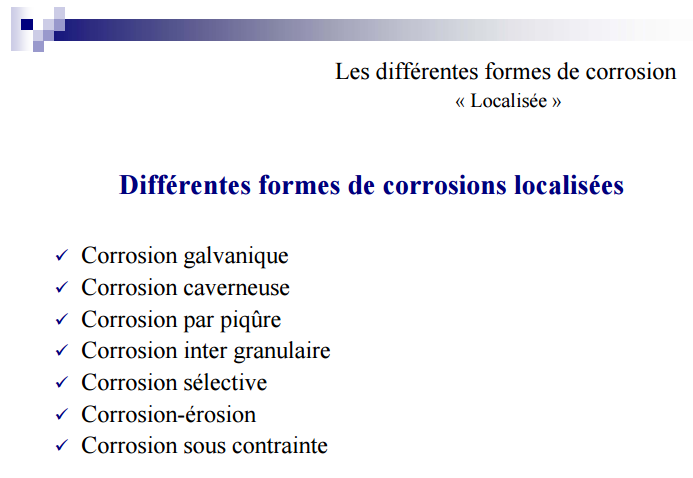 Les différentes formes de corrosion
« Localisée »
Différentes formes de corrosions localisées
✓ Corrosion galvanique
✓ Corrosion caverneuse
✓ Corrosion par piqûre
✓ Corrosion inter granulaire
✓ Corrosion sélective
✓ Corrosion-érosion
✓ Corrosion sous contrainte